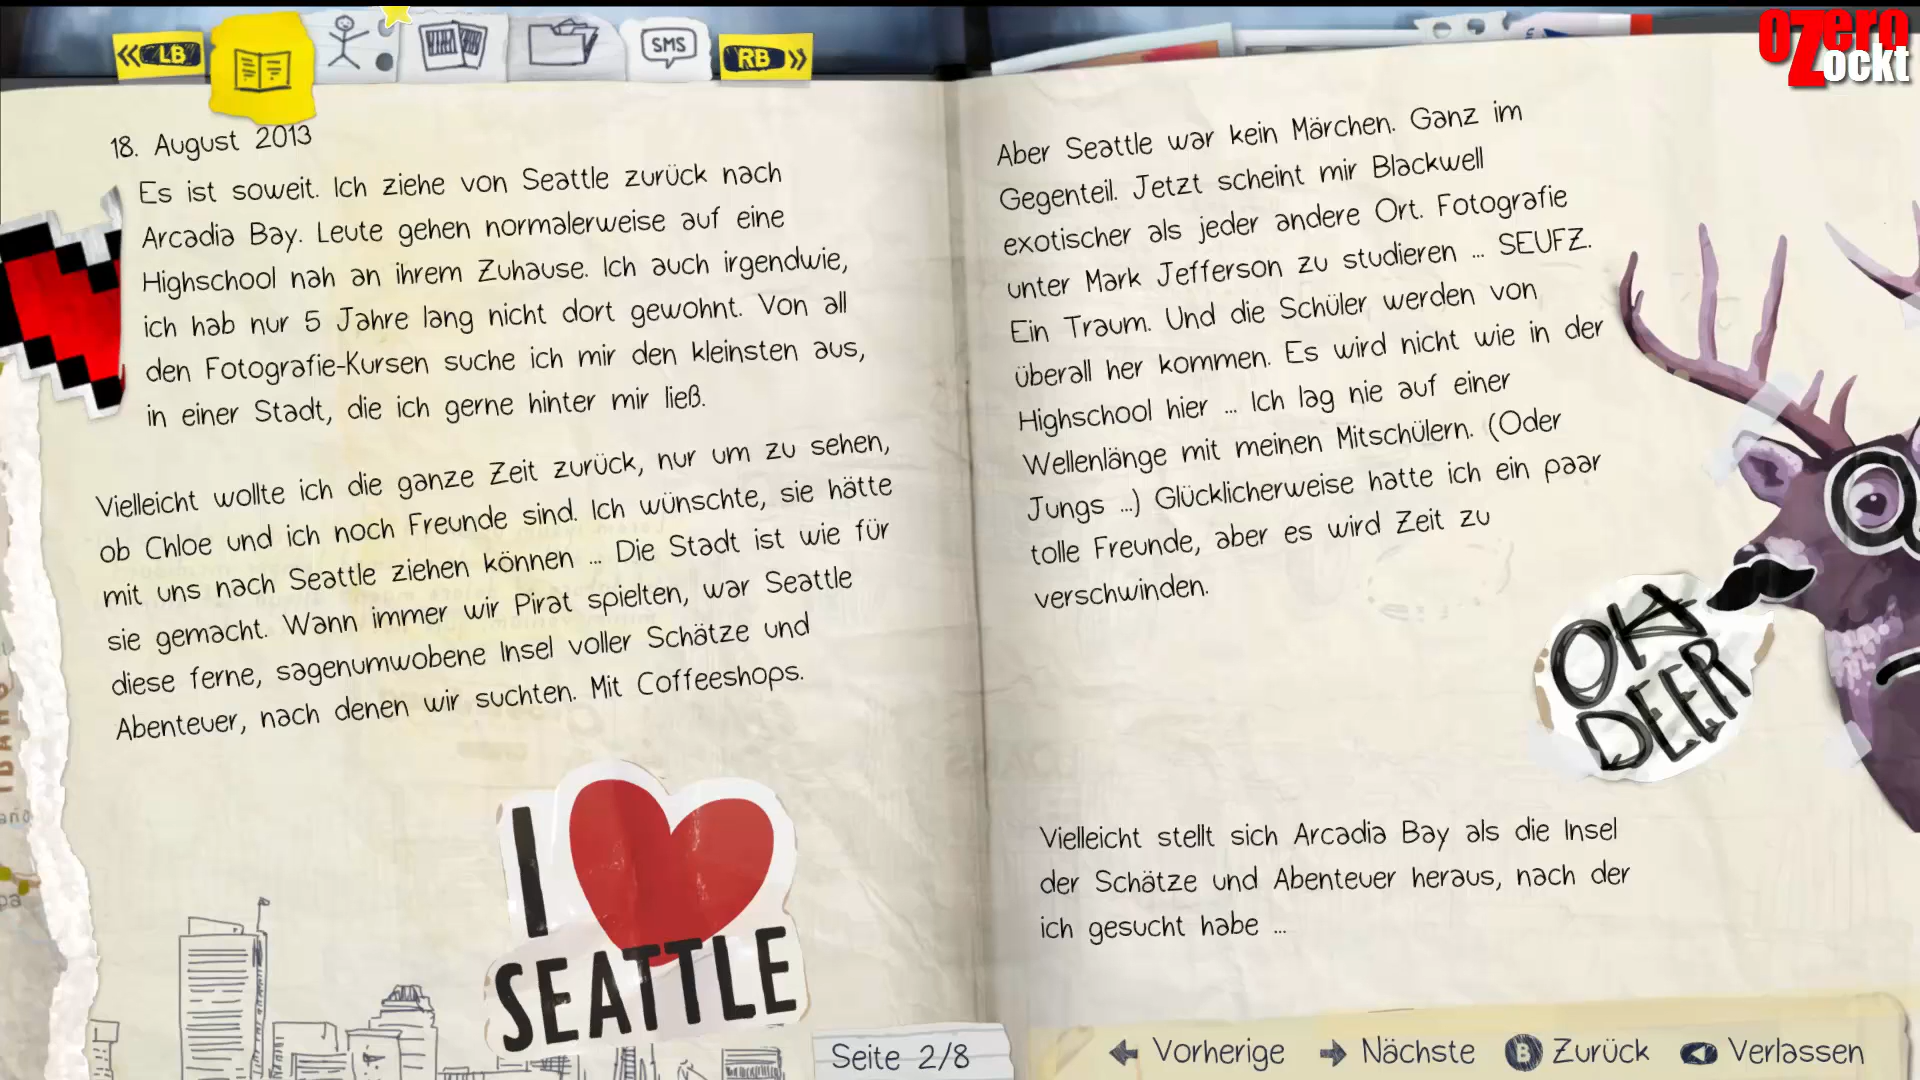 LB
SMS
RB
OZero
Zockt
18. August 2013
Es ist soweit. Ich ziehe von Seattle zurück nach
Arcadia Bay. Leute gehen normalerweise auf eine
Highschool nah an ihrem Zuhause. Ich auch irgendwie,
ich hab nur 5 Jahre lang nicht dort gewohnt. Von all
den Fotografie-Kursen suche ich mir den kleinsten aus,
in einer Stadt, die ich gerne hinter mir ließ.
Vielleicht wollte ich die ganze Zeit zurück, nur um zu sehen,
ob Chloe und ich noch Freunde sind. Ich wünschte, sie hätte
mit uns nach Seattle ziehen können ... Die Stadt ist wie für
sie gemacht. Wann immer wir Pirat spielten, war Seattle
diese ferne, sagenumwobene Insel voller Schätze und
Abenteuer, nach denen wir suchten. Mit Coffeeshops.
I
SEATTLE
Aber Seattle war kein Märchen. Ganz im
Gegenteil. Jetzt scheint mir Blackwell
exotischer als jeder andere Ort. Fotografie
unter Mark Jefferson zu studieren ... SEUFZ.
Ein Traum. Und die Schüler werden von
überall her kommen. Es wird nicht wie in der
Highschool hier ... Ich lag nie auf einer
Wellenlänge mit meinen Mitschülern. (Oder
Jungs ...) Glücklicherweise hatte ich ein paar
tolle Freunde, aber es wird Zeit zu
verschwinden.
OH
DEER
Vielleicht stellt sich Arcadia Bay als die Insel
der Schätze und Abenteuer heraus, nach der
ich gesucht habe ...
Seite 2/8
Vorherige
Nächste
B Zurück
Verlassen